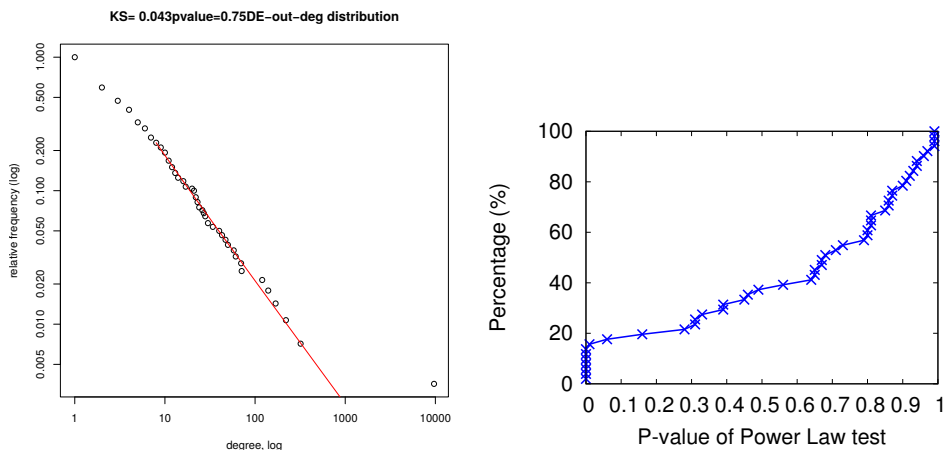 KS= 0.043pvalue=0.75DE−out−deg distribution
relative frequency (log)
1.000
0.500
0.200
0.100
0.050
0.020
0.010
0.005
1 10 100 1000 10000
degree, log
Percentage (%)
100
80
60
40
20
0
0 0.1 0.2 0.3 0.4 0.5 0.6 0.7 0.8 0.9 1
P-value of Power Law test